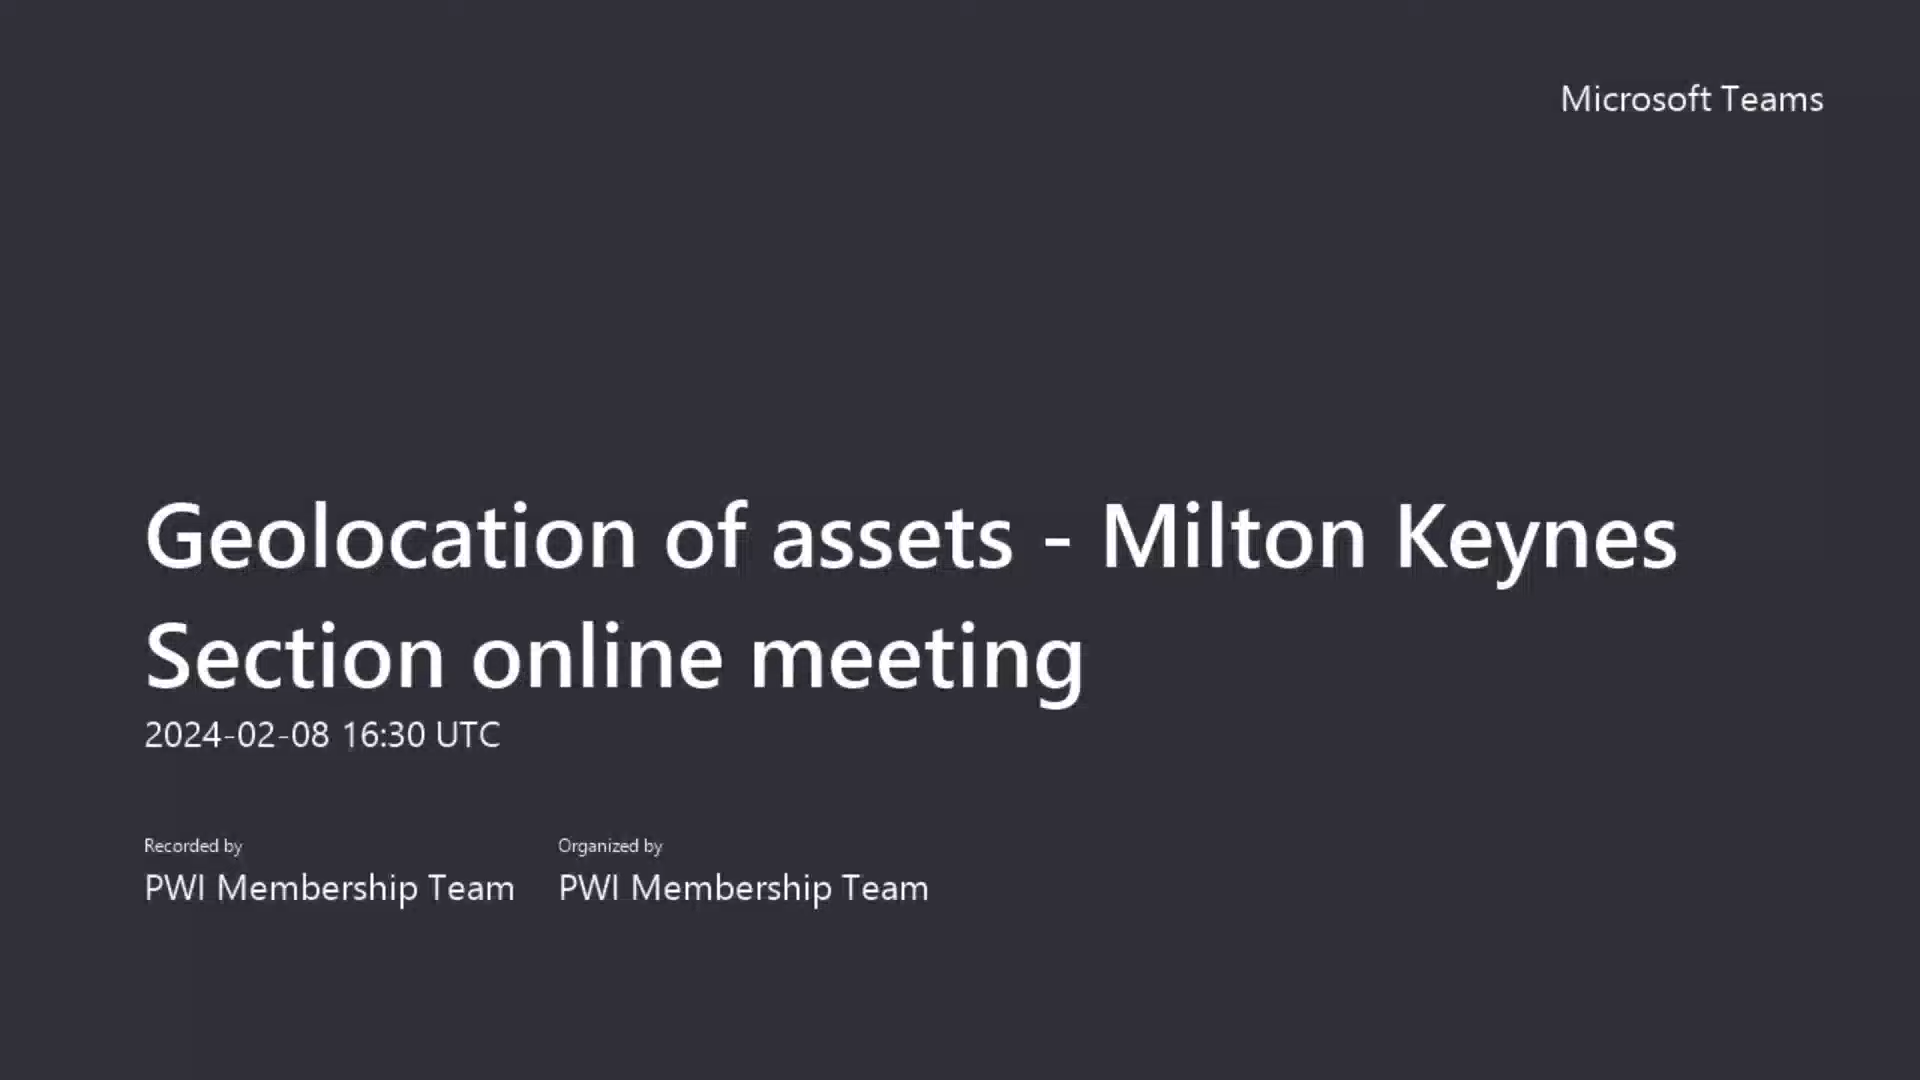 Microsoft Teams
Geolocation of assets - Milton Keynes
Section online meeting
2024-02-08 16:30 UTC
Recorded by
PWI Membership Team
Organized by
PWI Membership Team